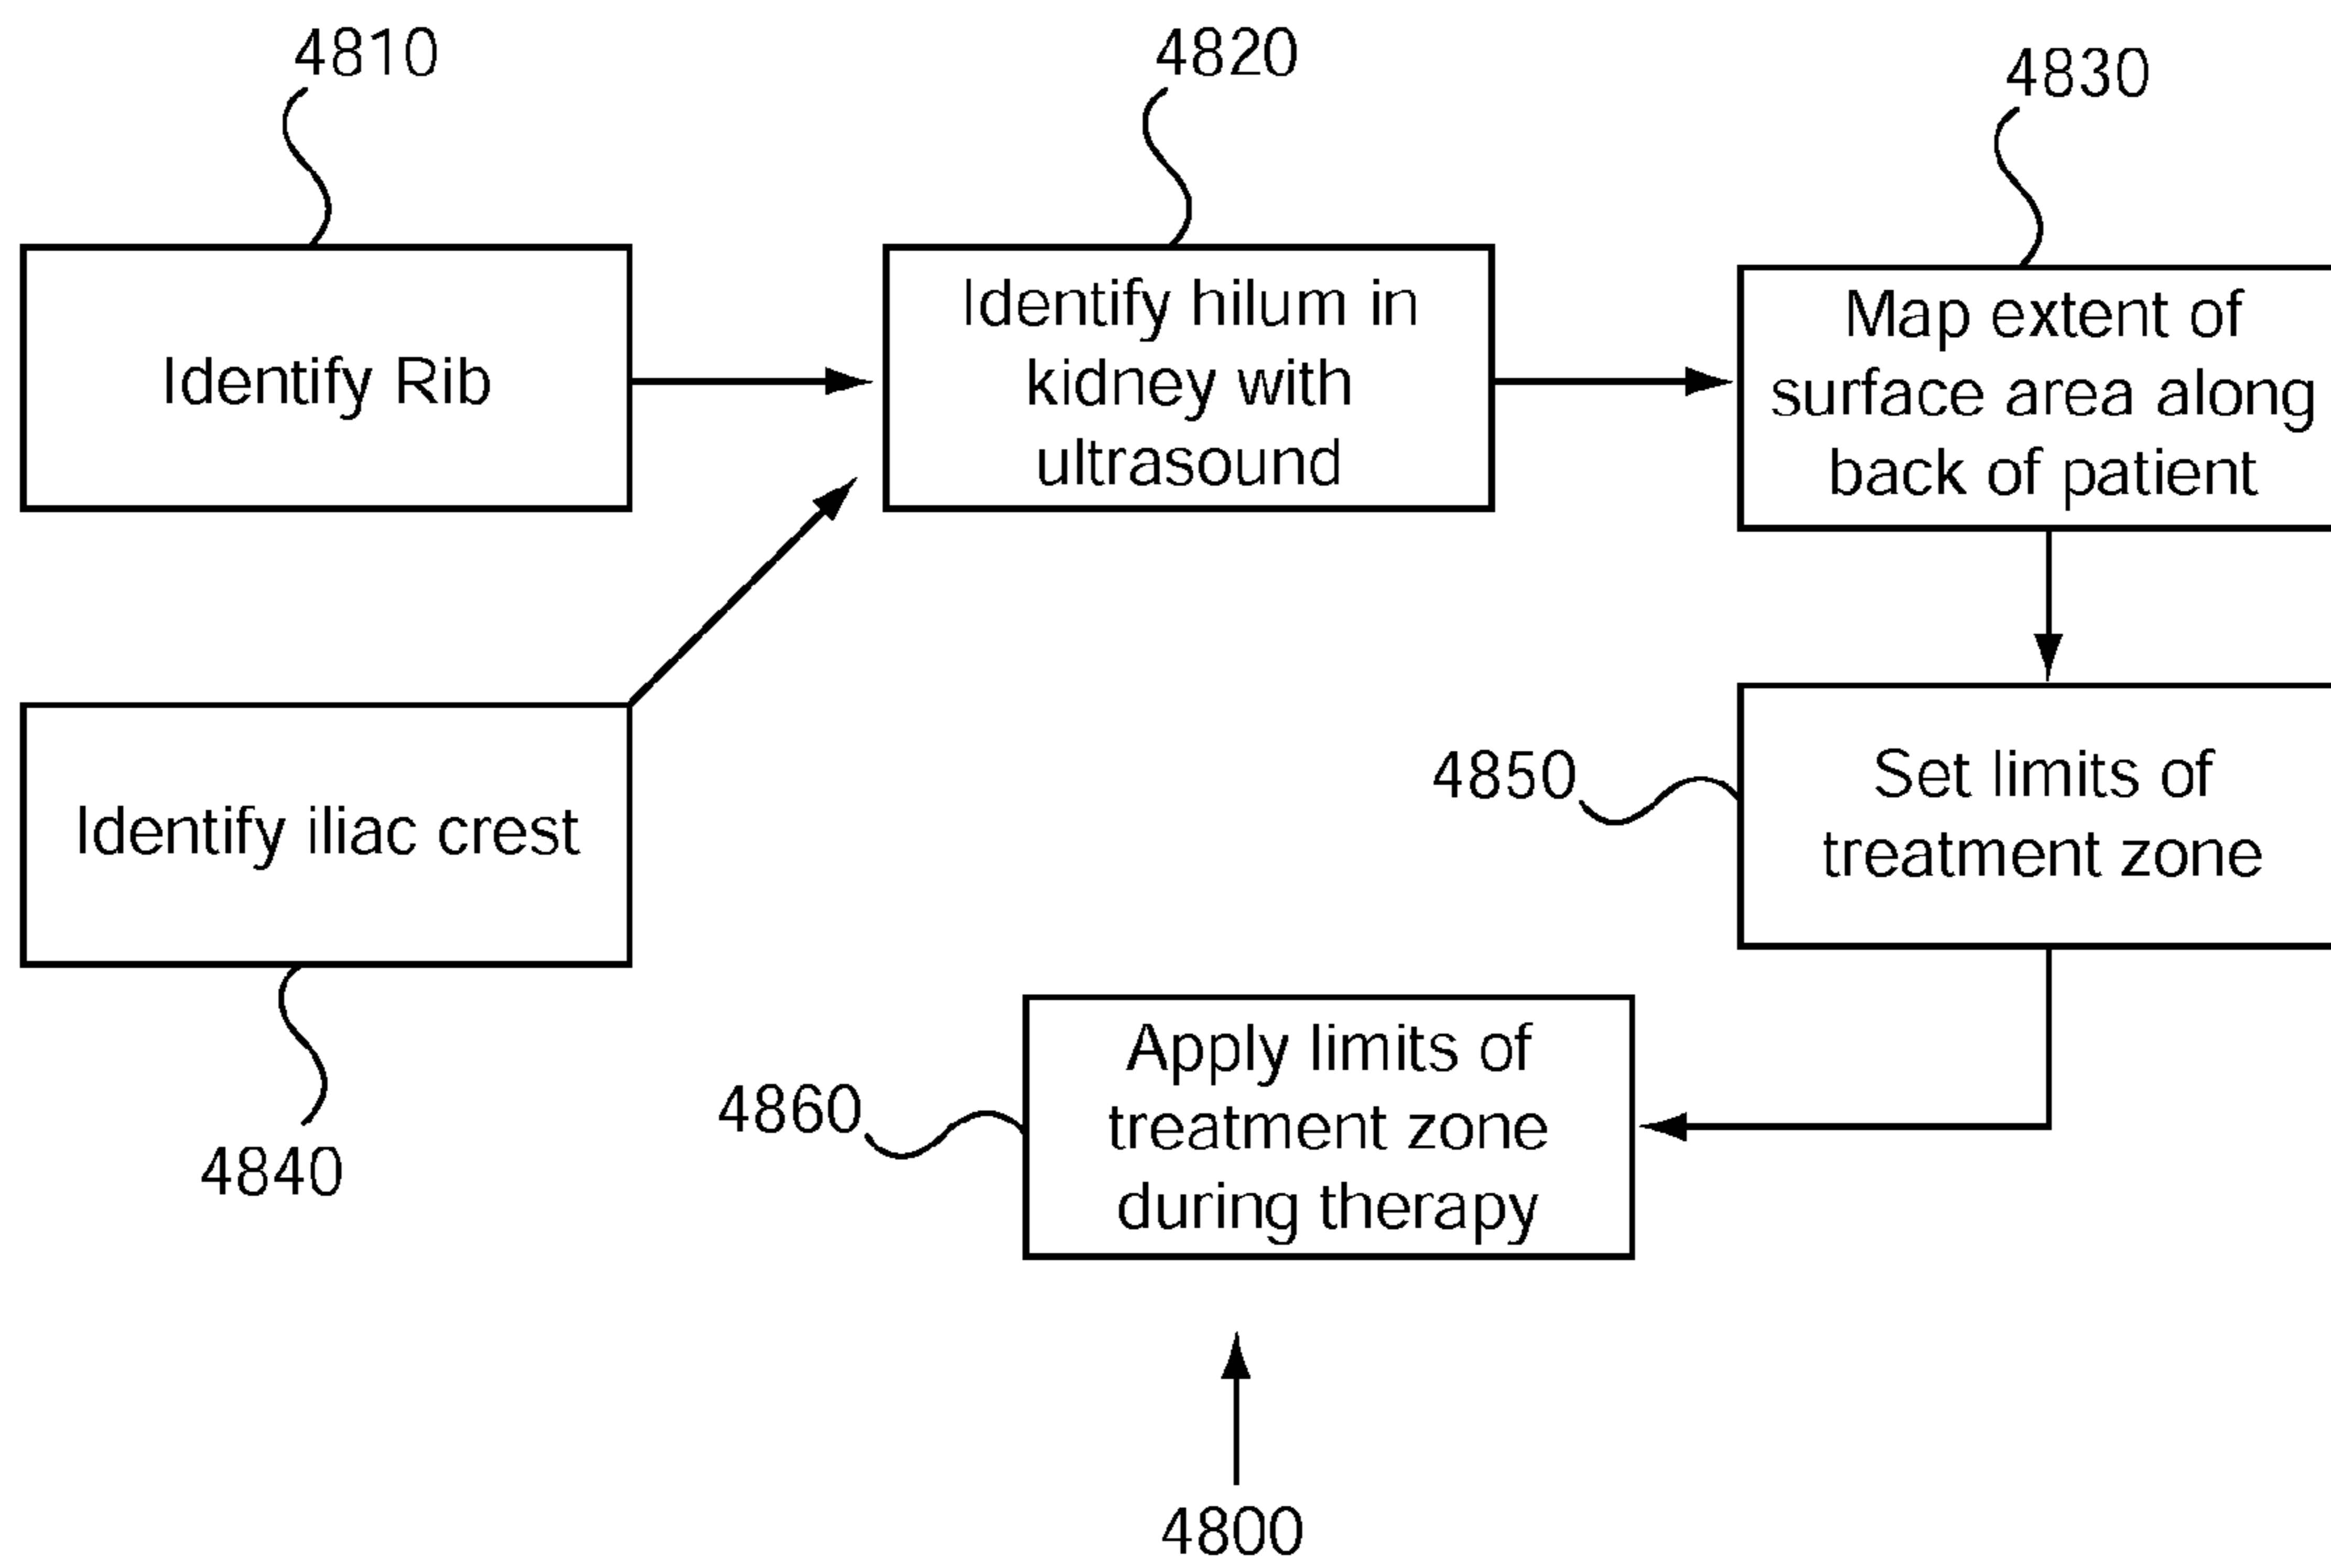 4810
4820
4830
Identify Rib
Identify hilum in
kidney with
ultrasound
Map extent of
surface area along
back of patient
Identify iliac crest
4840
4850
Set limits of
treatment zone
4860
Apply limits of
treatment zone
during therapy
4800